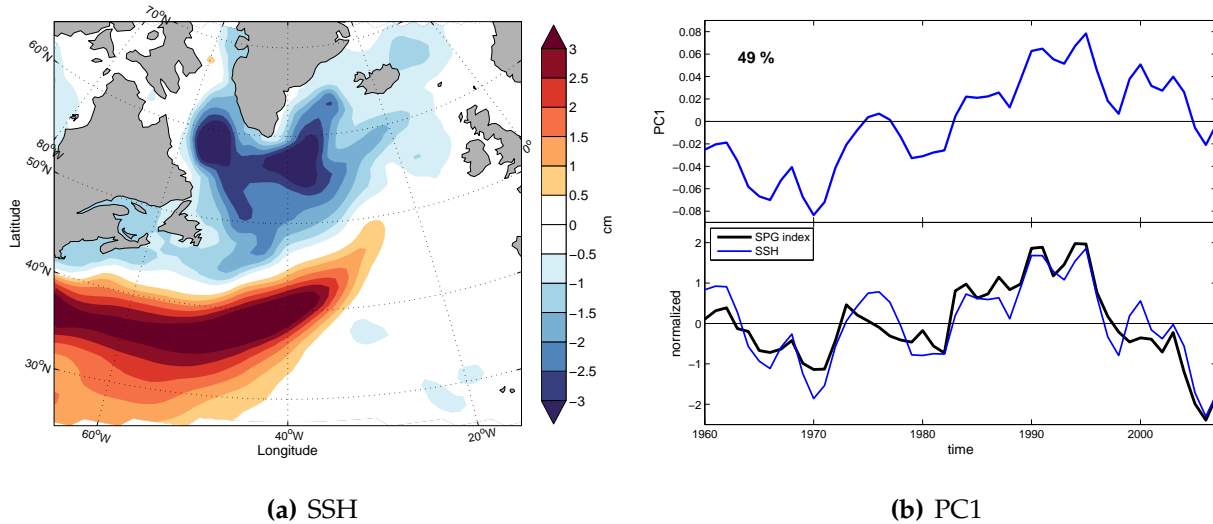 70°N
60°N
80°W
50°N
40°N
30°N
60°W
40°W
20°W
0°
Latitude
Longitude
3
2.5
2
1.5
1
0.5
0
−0.5
−1
−1.5
−2
−2.5
−3
cm
(a) SSH
0.08
0.06
0.04
0.02
0
−0.02
−0.04
−0.06
−0.08
PC1
49 %
SPG index
SSH
2
1
0
−1
−2
normalized
1960
1970
1980
1990
2000
time
(b) PC1